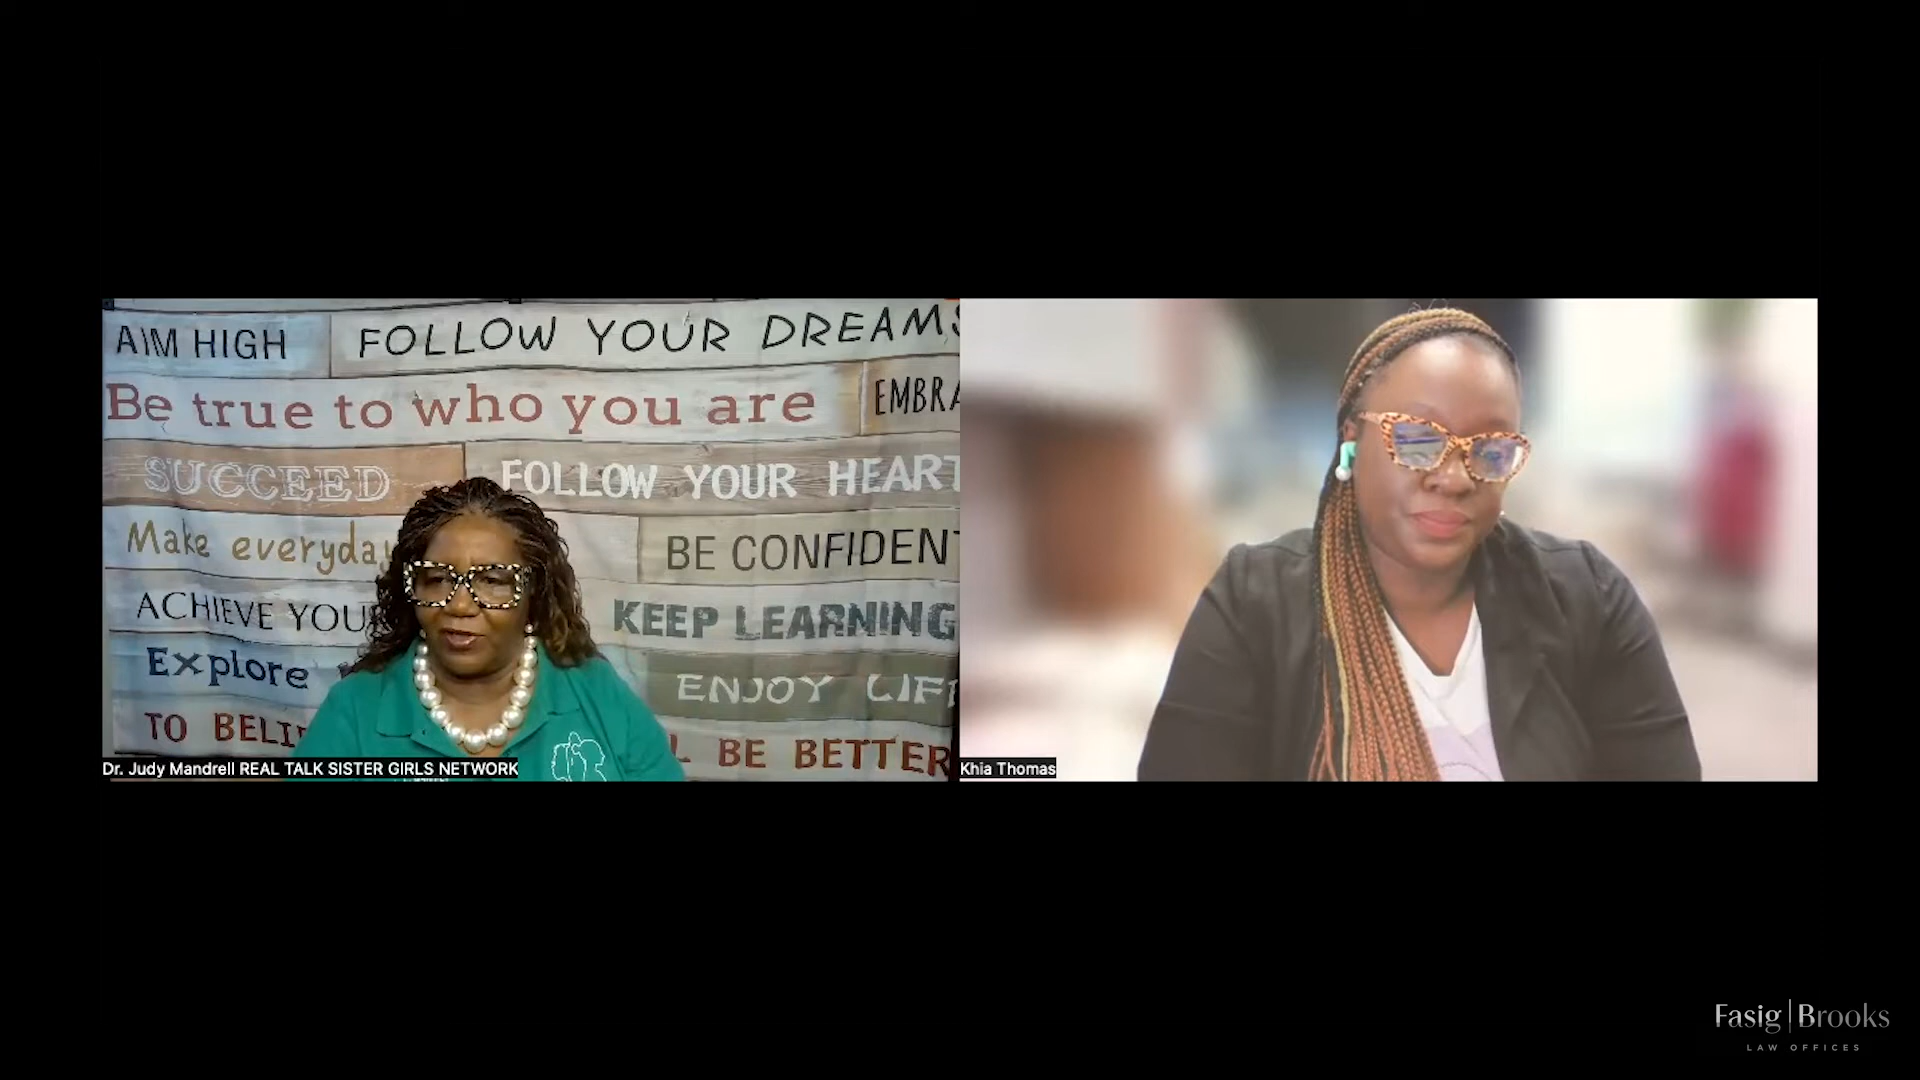 AIM HIGH
FOLLOW YOUR DREAMS
Be true to who you are
EMBRA
SUCCEED
FOLLOW YOUR HEART
Make everyday
BE CONFIDENT
ACHIEVE YOUR
KEEP LEARNING
Explore
ENJOY LIF
TO BELI
L BE BETTER
Dr. Judy Mandrell REAL TALK SISTER GIRLS NETWORK
Khia Thomas
Fasig|Brooks
LAW OFFICES